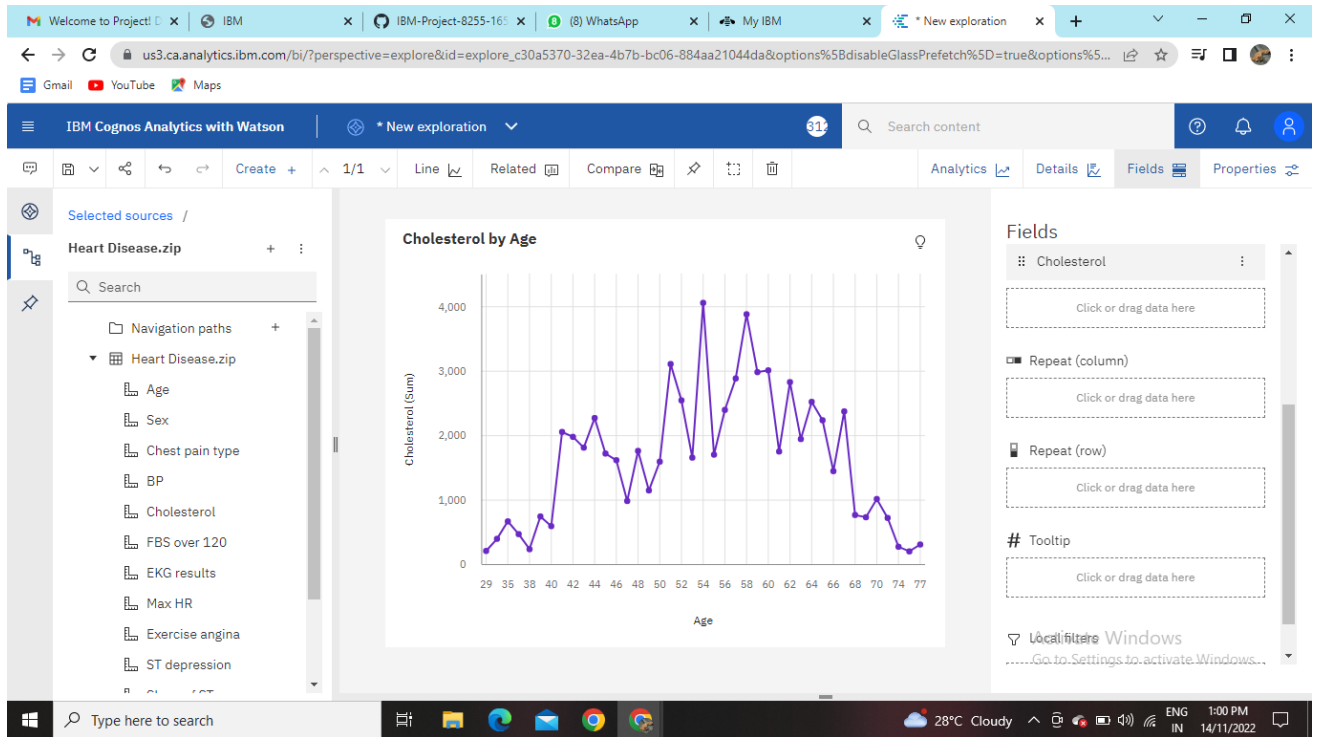 Welcome to Project! D
IBM
IBM-Project-8255-165
(8) WhatsApp
My IBM
* New exploration
us3.ca.analytics.ibm.com/bi/?perspective=explore&id=explore_c30a5370-32ea-4b7b-bc06-884aa21044da&options%5BdisableGlassPrefetch%5D=true&options%5...
Gmail
YouTube
Maps
IBM Cognos Analytics with Watson
* New exploration
312
Search content
Create +
1/1
Line
Related
Compare
Analytics
Details
Fields
Properties
Selected sources /
Heart Disease.zip
Search
Navigation paths
Heart Disease.zip
Age
Sex
Chest pain type
BP
Cholesterol
FBS over 120
EKG results
Max HR
Exercise angina
ST depression
Cholesterol by Age
Cholesterol (Sum)
4,000
3,000
2,000
1,000
0
29 35 38 40 42 44 46 48 50 52 54 56 58 60 62 64 66 68 70 74 77
Age
Fields
Cholesterol
Click or drag data here
Repeat (column)
Click or drag data here
Repeat (row)
Click or drag data here
# Tooltip
Click or drag data here
Local filters
Activate Windows
Go to Settings to activate Windows.
Type here to search
28°C Cloudy
ENG
IN
1:00 PM
14/11/2022